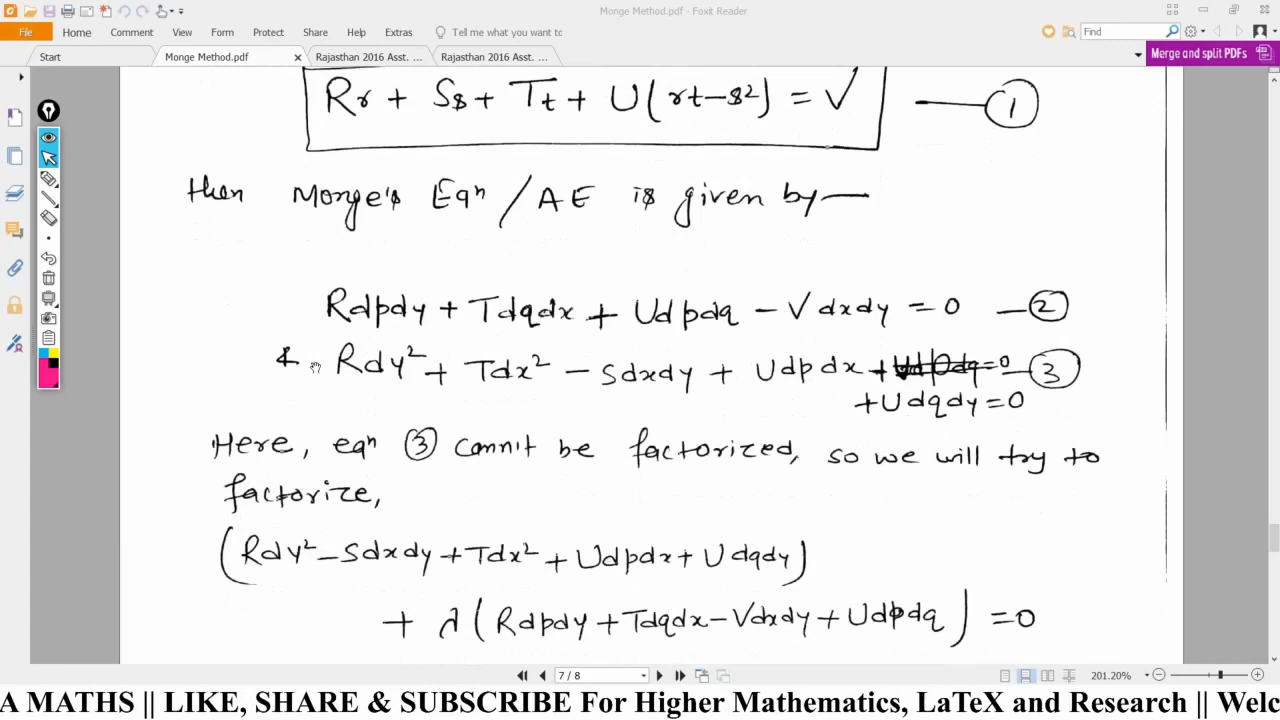 Monge Method.pdf - Foxit Reader
File Home Comment View Form Protect Share Help Extras Tell me what you want to Find
Start Monge Method.pdf Rajasthan 2016 Asst. ... Rajasthan 2016 Asst. ... Merge and split PDFs
Rr + Ss + Tt + U(rt-s²) = V — ①
then Monge's Eqⁿ / AE is given by —
Rdpdy + Tdqdx + Udpdq - Vdxdy = 0 — ②
& Rdy² + Tdx² - Sdxdy + Udpdx — ③
+Udqdy = 0
Here, eqⁿ ③ cann't be factorized, so we will try to
factorize,
(Rdy² - Sdxdy + Tdx² + Udpdx + Udqdy)
+ λ(Rdpdy + Tdqdx - Vdxdy + Udpdq) = 0
7 / 8 201.20%
A MATHS || LIKE, SHARE & SUBSCRIBE For Higher Mathematics, LaTeX and Research || Welc